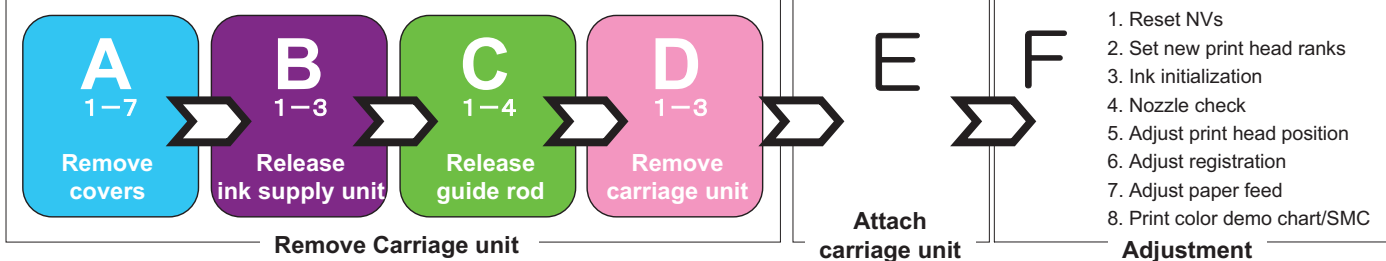 A
1-7
Remove
covers
B
1-3
Release
ink supply unit
C
1-4
Release
guide rod
D
1-3
Remove
carriage unit
Remove Carriage unit
E
Attach
carriage unit
F
1. Reset NVs
2. Set new print head ranks
3. Ink initialization
4. Nozzle check
5. Adjust print head position
6. Adjust registration
7. Adjust paper feed
8. Print color demo chart/SMC
Adjustment